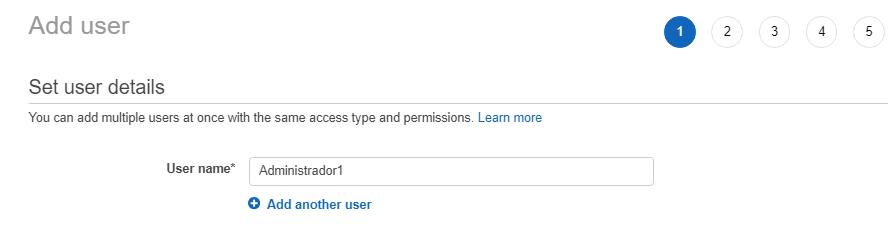 Add user
1 2 3 4 5
Set user details
You can add multiple users at once with the same access type and permissions. Learn more
User name* Administrador1
Add another user